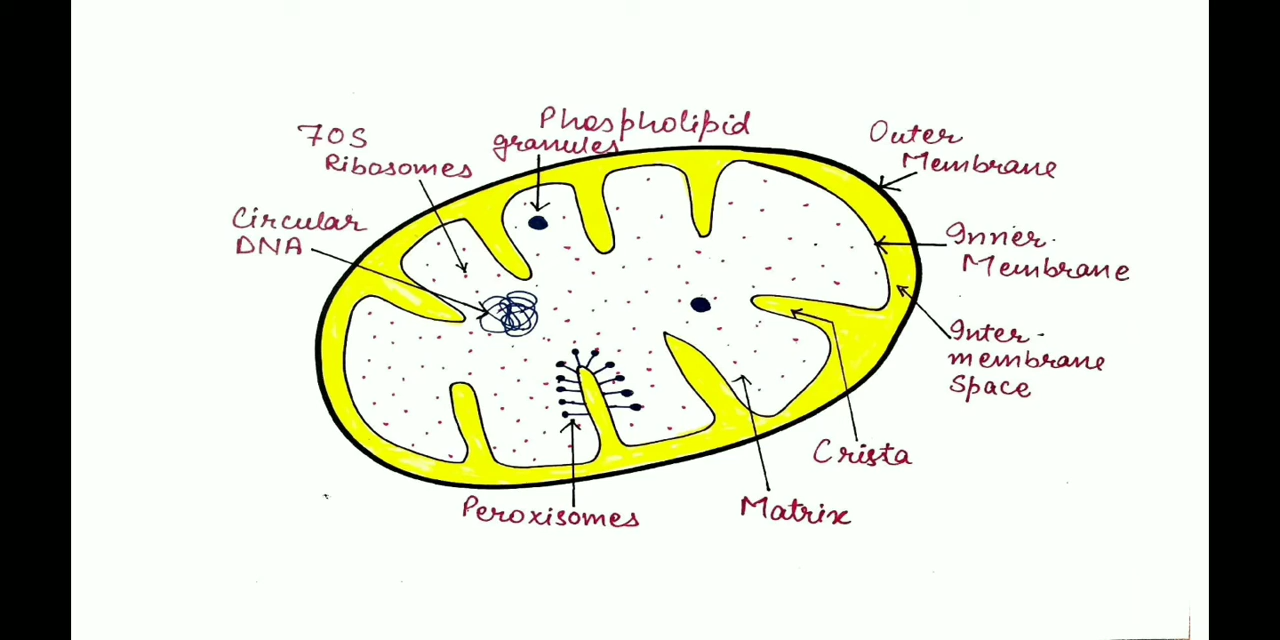 Phospholipid
granules
70S
Ribosomes
Circular
DNA
Outer
Membrane
Inner
Membrane
Inter-
membrane
Space
Crista
Matrix
Peroxisomes